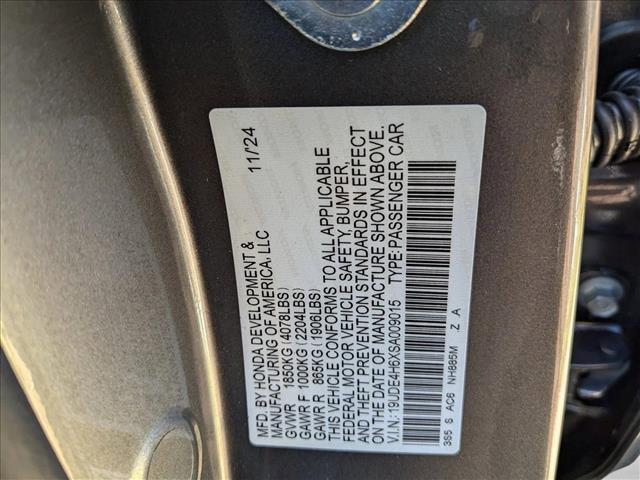 MFD. BY HONDA DEVELOPMENT &
MANUFACTURING OF AMERICA, LLC 11/'24
GVWR 1850KG (4078LBS)
GAWR F 1000KG (2204LBS)
GAWR R 865KG (1906LBS)
THIS VEHICLE CONFORMS TO ALL APPLICABLE
FEDERAL MOTOR VEHICLE SAFETY, BUMPER,
AND THEFT PREVENTION STANDARDS IN EFFECT
ON THE DATE OF MANUFACTURE SHOWN ABOVE.
V.I.N.: 19UDE4H6XSA009015 TYPE: PASSENGER CAR
3S5 S AC6 NH885M Z A